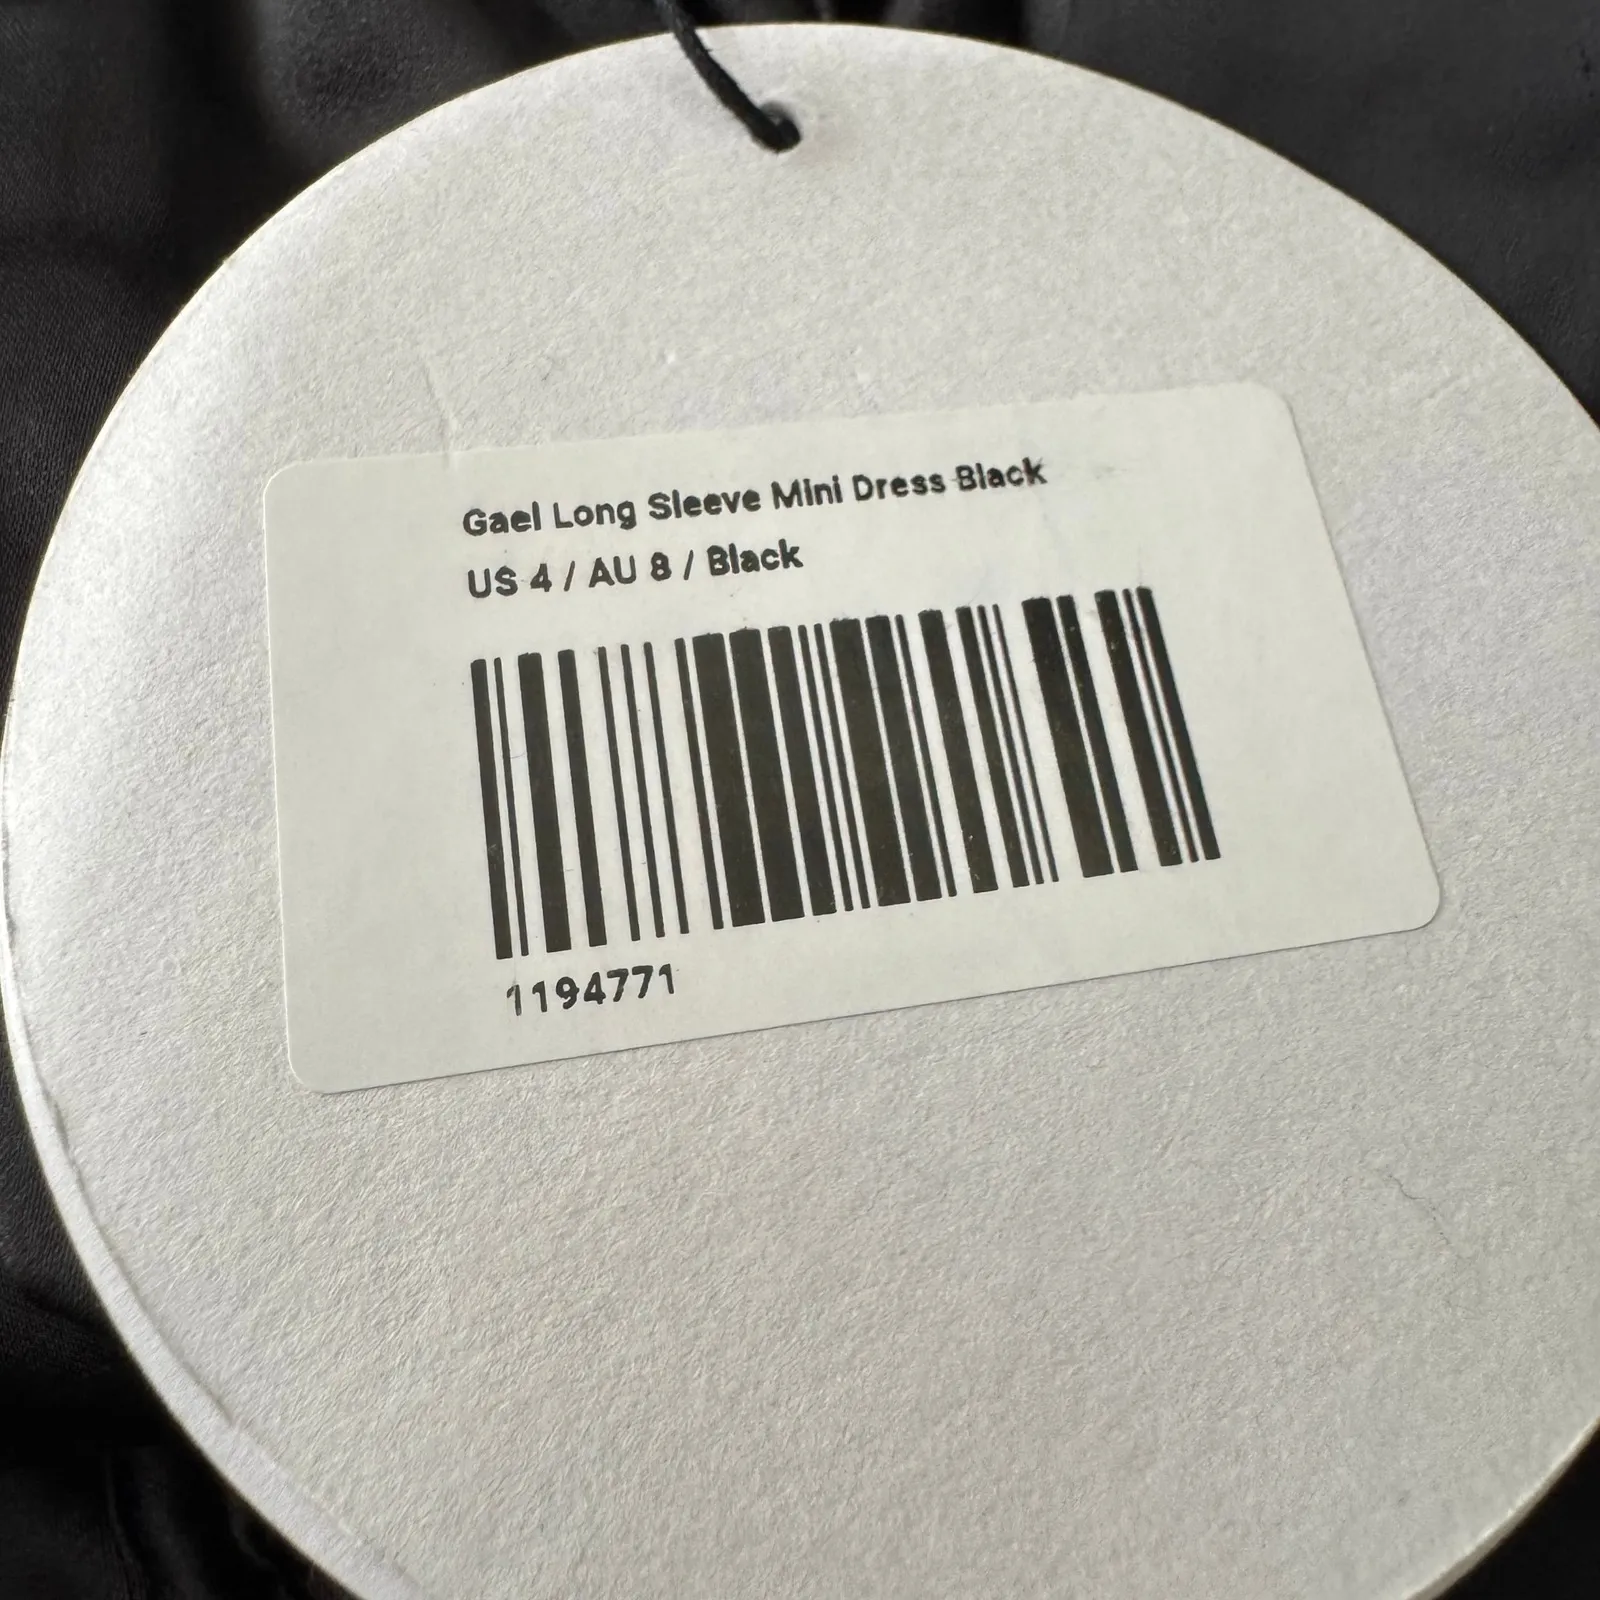 Gael Long Sleeve Mini Dress Black
US 4 / AU 8 / Black
1194771